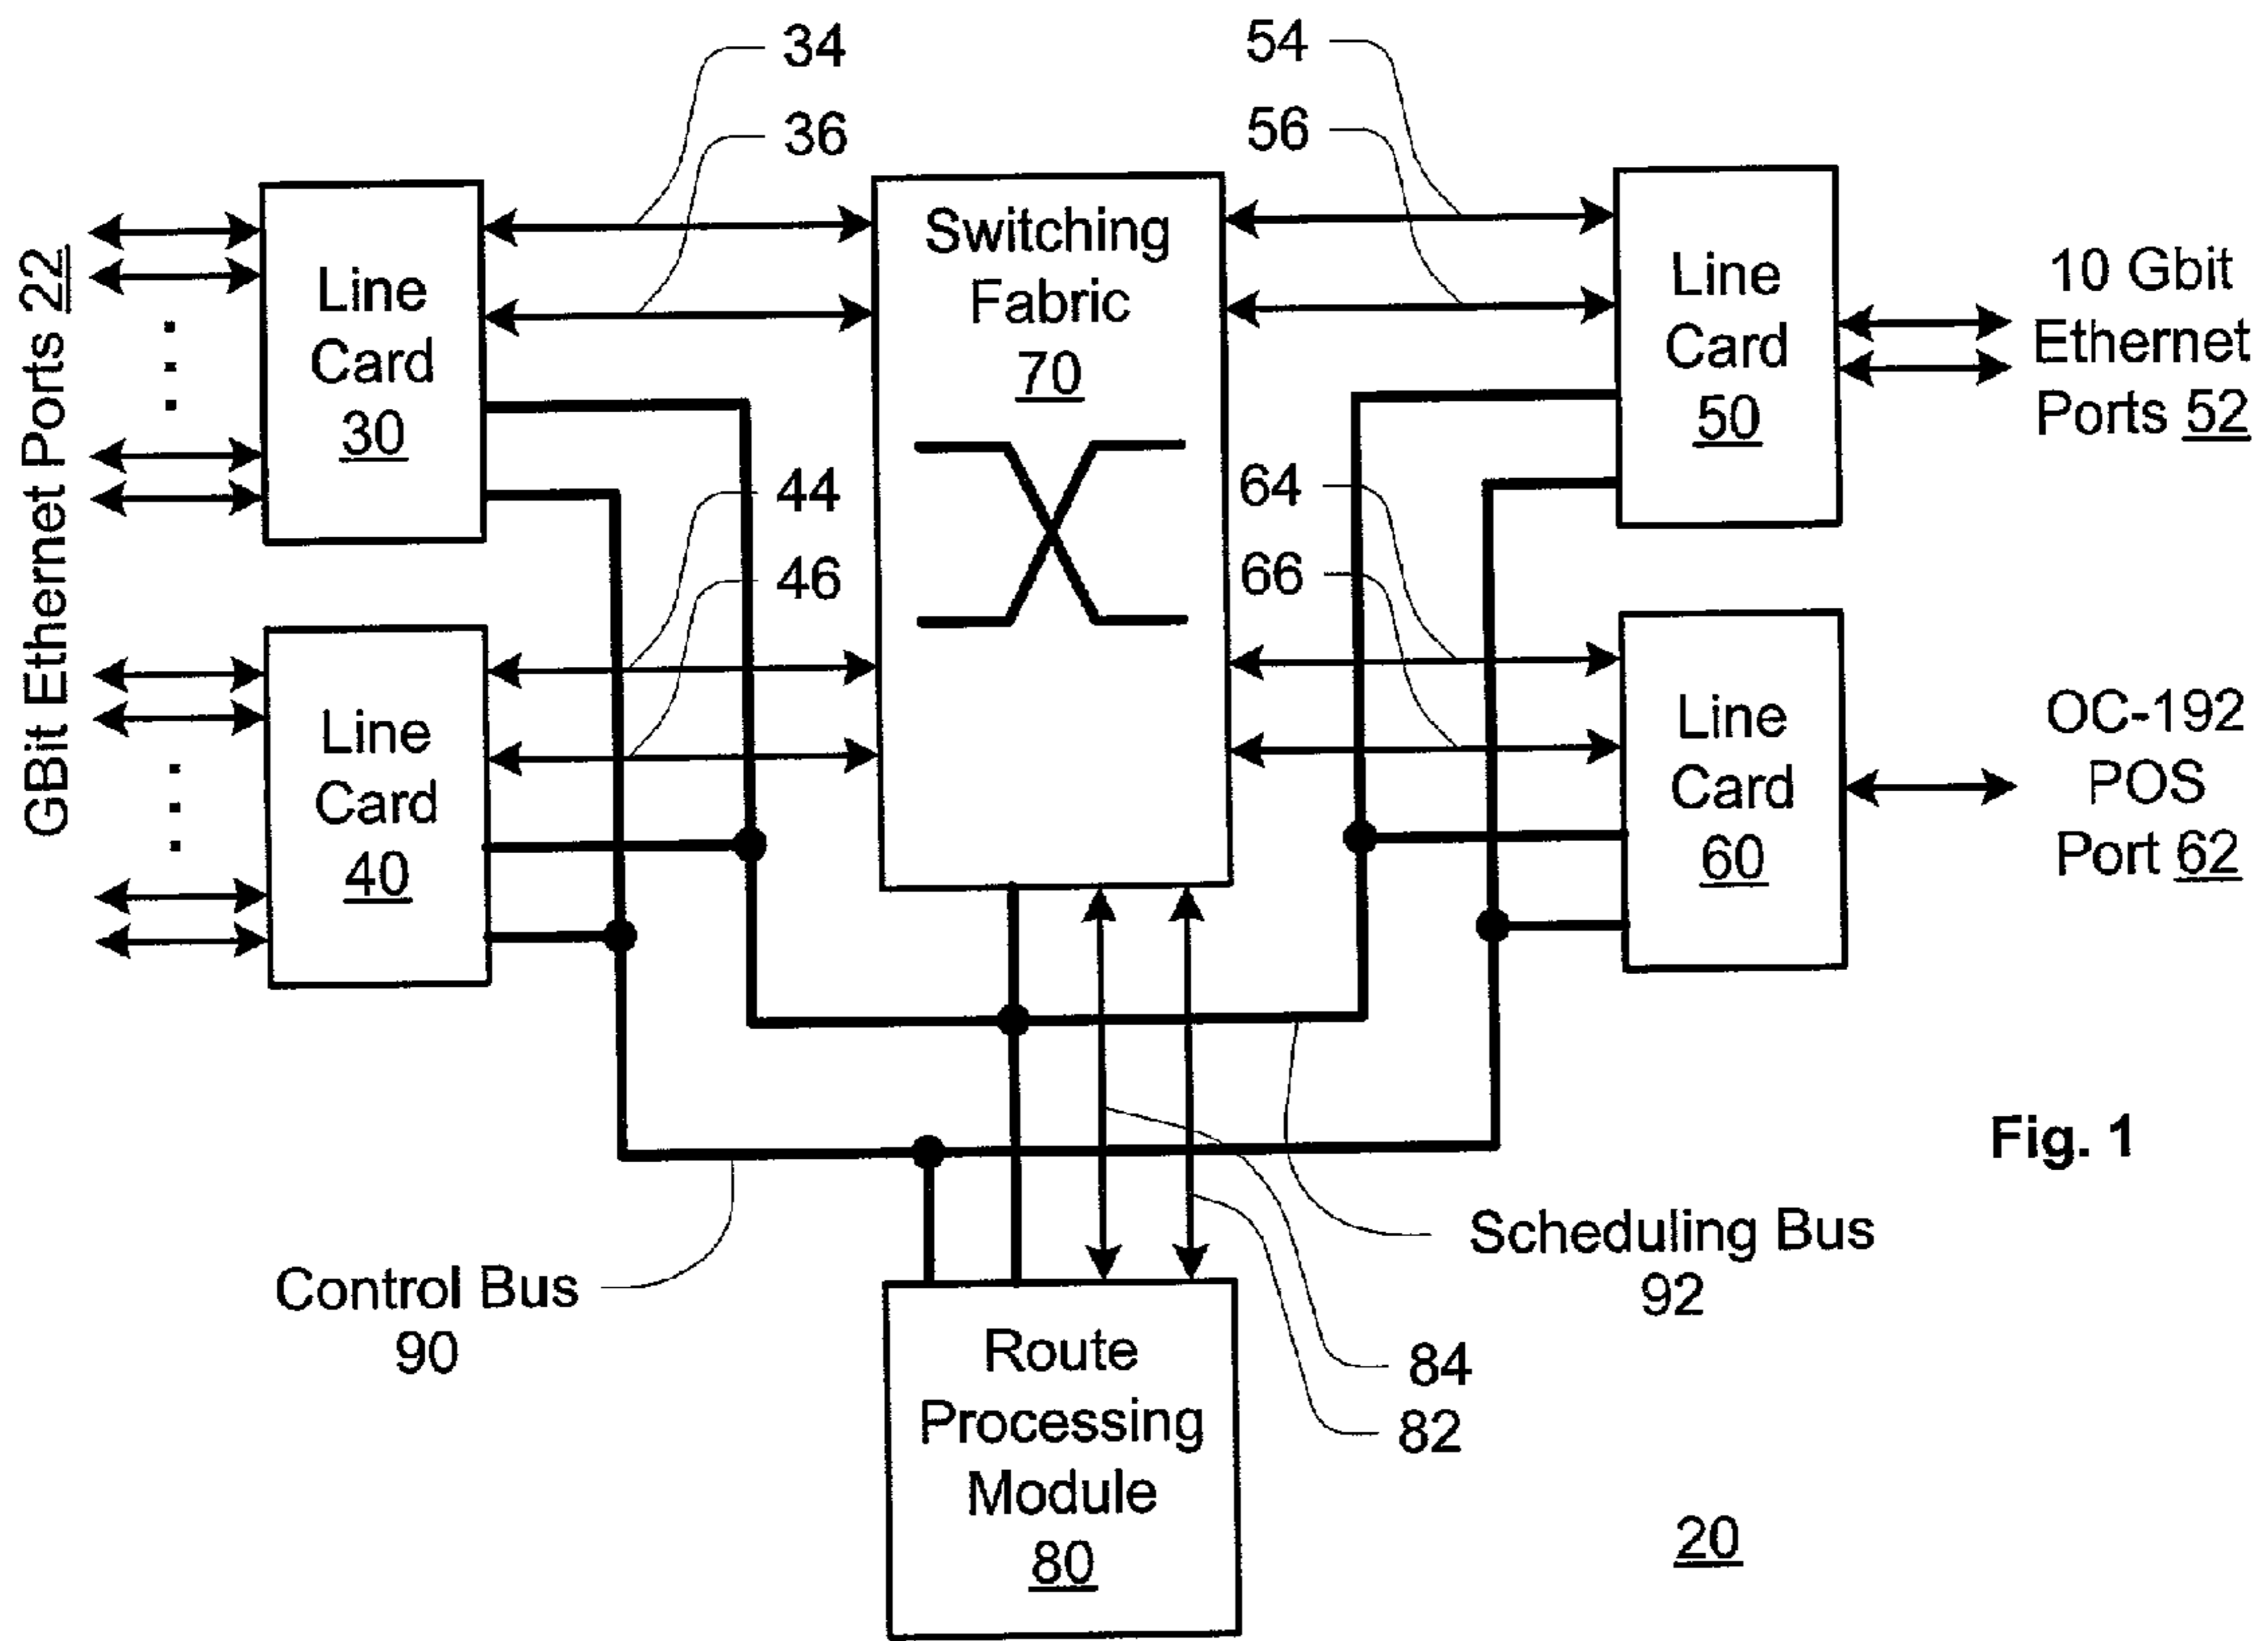 34
36
54
56
GBit Ethernet Ports 22
Line
Card
30
Switching
Fabric
70
Line
Card
50
10 Gbit
Ethernet
Ports 52
44
46
64
66
Line
Card
40
Line
Card
60
OC-192
POS
Port 62
Fig. 1
Control Bus
90
Scheduling Bus
92
84
82
Route
Processing
Module
80
20